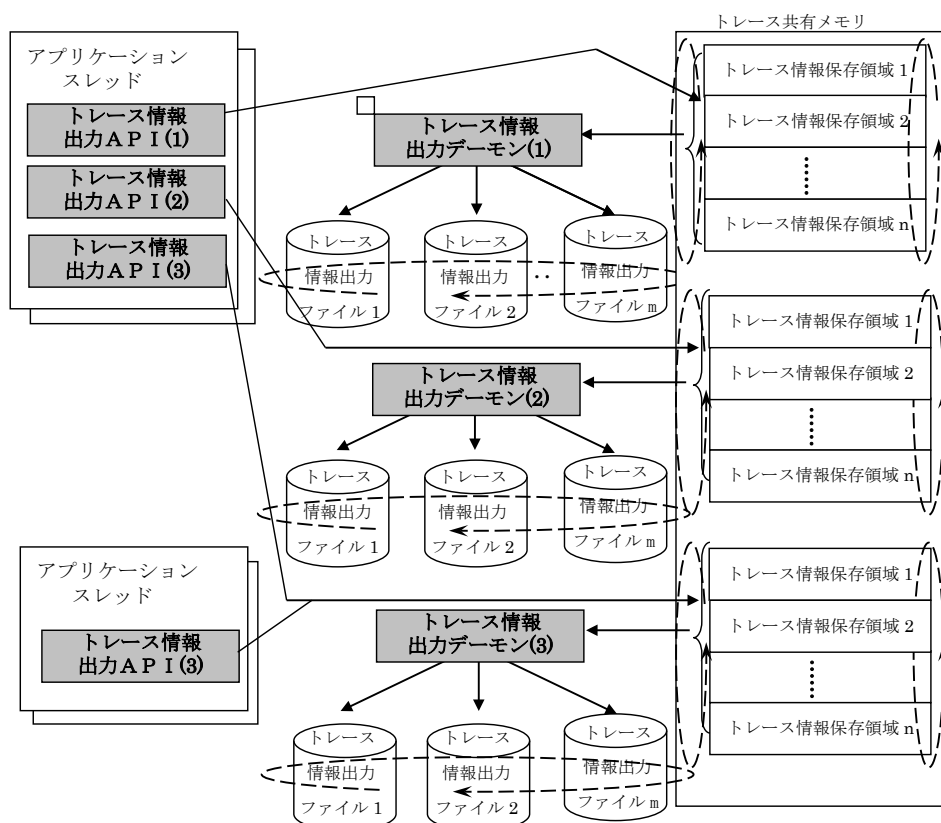 トレース共有メモリ
アプリケーション
スレッド
トレース情報
出力ＡＰＩ(1)
トレース情報
出力ＡＰＩ(2)
トレース情報
出力ＡＰＩ(3)
トレース情報
出力デーモン(1)
トレース
情報出力
ファイル 1
トレース
情報出力
ファイル 2
‥
トレース
情報出力
ファイル m
トレース情報保存領域 1
トレース情報保存領域 2
トレース情報保存領域 n
トレース情報
出力デーモン(2)
トレース
情報出力
ファイル 1
トレース
情報出力
ファイル 2
トレース
情報出力
ファイル m
トレース情報保存領域 1
トレース情報保存領域 2
トレース情報保存領域 n
アプリケーション
スレッド
トレース情報
出力ＡＰＩ(3)
トレース情報
出力デーモン(3)
トレース
情報出力
ファイル 1
トレース
情報出力
ファイル 2
トレース
情報出力
ファイル m
トレース情報保存領域 1
トレース情報保存領域 2
トレース情報保存領域 n